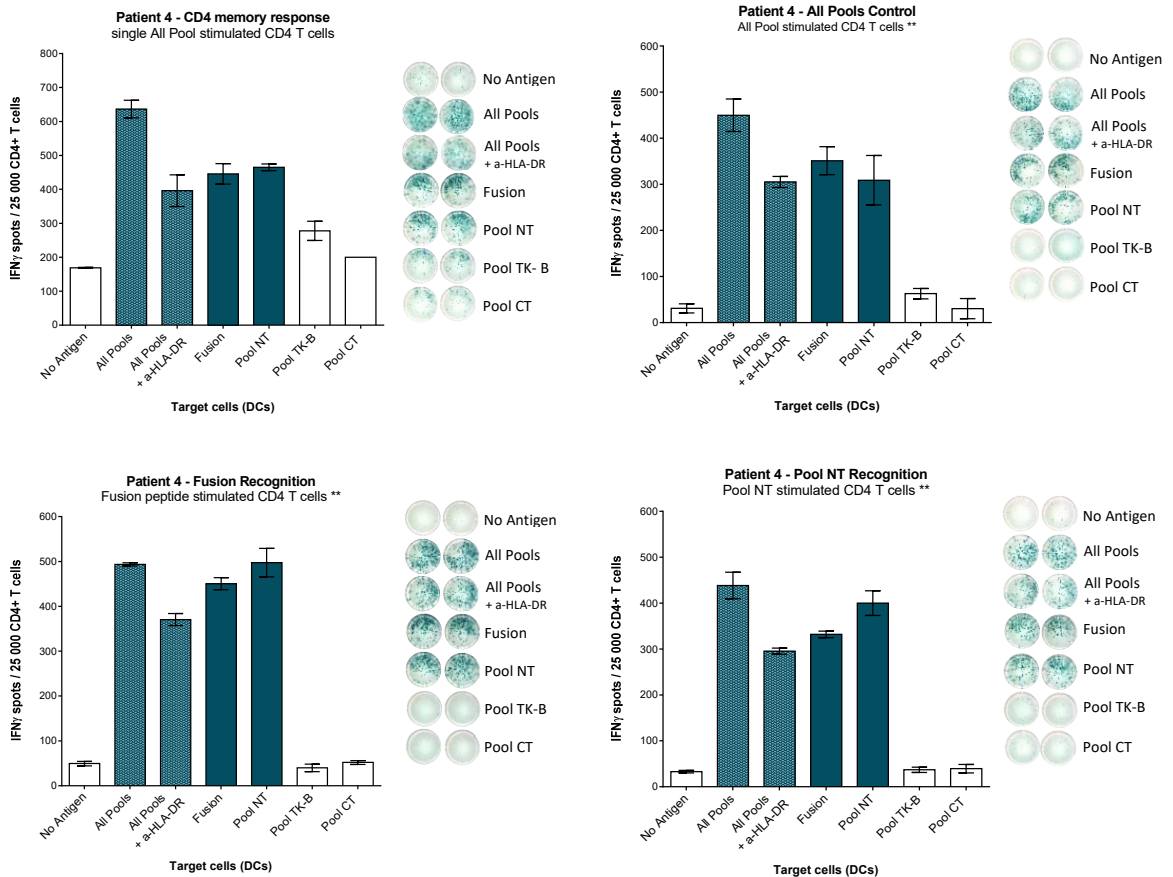 Patient 4 - CD4 memory response
single All Pool stimulated CD4 T cells
IFNγ spots / 25 000 CD4+ T cells
800
700
600
500
400
300
200
100
0
No Antigen
All Pools
All Pools
+ a-HLA-DR
Fusion
Pool NT
Pool TK-B
Pool CT
Target cells (DCs)
No Antigen
All Pools
All Pools
+ a-HLA-DR
Fusion
Pool NT
Pool TK- B
Pool CT
Patient 4 - All Pools Control
All Pool stimulated CD4 T cells **
IFNγ spots / 25 000 CD4+ T cells
600
500
400
300
200
100
0
No Antigen
All Pools
All Pools
+ a-HLA-DR
Fusion
Pool NT
Pool TK-B
Pool CT
Target cells (DCs)
No Antigen
All Pools
All Pools
+ a-HLA-DR
Fusion
Pool NT
Pool TK-B
Pool CT
Patient 4 - Fusion Recognition
Fusion peptide stimulated CD4 T cells **
IFNγ spots / 25 000 CD4+ T cells
600
500
400
300
200
100
0
No Antigen
All Pools
All Pools
+ a-HLA-DR
Fusion
Pool NT
Pool TK-B
Pool CT
Target cells (DCs)
No Antigen
All Pools
All Pools
+ a-HLA-DR
Fusion
Pool NT
Pool TK-B
Pool CT
Patient 4 - Pool NT Recognition
Pool NT stimulated CD4 T cells **
IFNγ spots / 25 000 CD4+ T cells
600
500
400
300
200
100
0
No Antigen
All Pools
All Pools
+ a-HLA-DR
Fusion
Pool NT
Pool TK-B
Pool CT
Target cells (DCs)
No Antigen
All Pools
All Pools
+ a-HLA-DR
Fusion
Pool NT
Pool TK-B
Pool CT